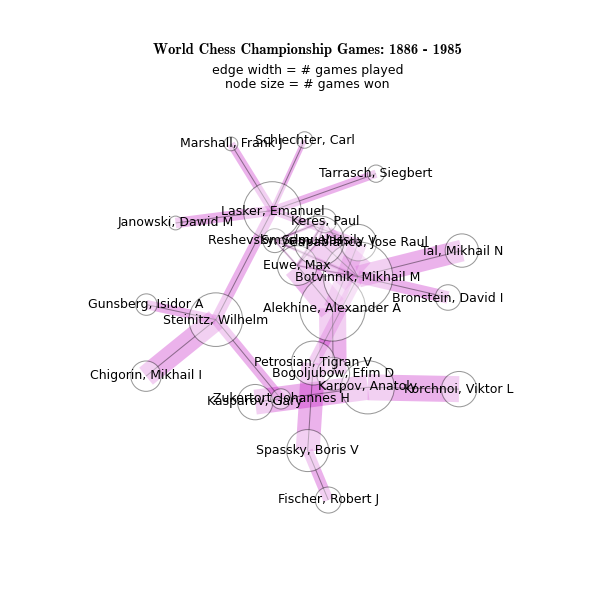 World Chess Championship Games: 1886 - 1985
edge width = # games played
node size = # games won
Marshall, Frank J
Schlechter, Carl
Tarrasch, Siegbert
Lasker, Emanuel
Janowski, Dawid M
Keres, Paul
Reshevsky, Samuel H
Smyslov, Vassily V
Capablanca, Jose Raul
Tal, Mikhail N
Euwe, Max
Botvinnik, Mikhail M
Bronstein, David I
Gunsberg, Isidor A
Alekhine, Alexander A
Steinitz, Wilhelm
Petrosian, Tigran V
Bogoljubow, Efim D
Chigorin, Mikhail I
Karpov, Anatoly
Korchnoi, Viktor L
Zukertort, Johannes H
Kasparov, Gary
Spassky, Boris V
Fischer, Robert J